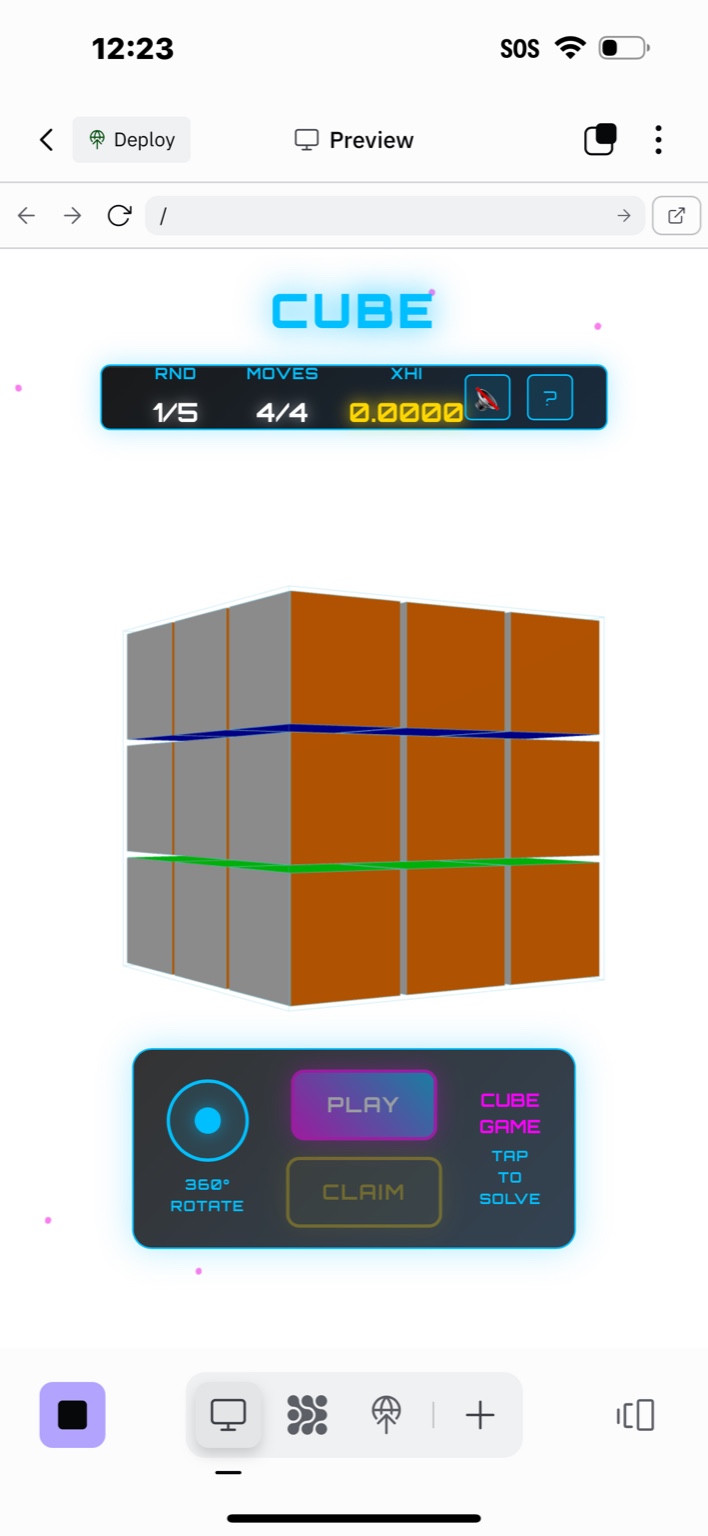 12:23
SOS
Deploy
Preview
/
CUBE
RND
MOVES
XHI
1/5
4/4
0.0000
?
PLAY
CLAIM
360°
ROTATE
CUBE
GAME
TAP
TO
SOLVE